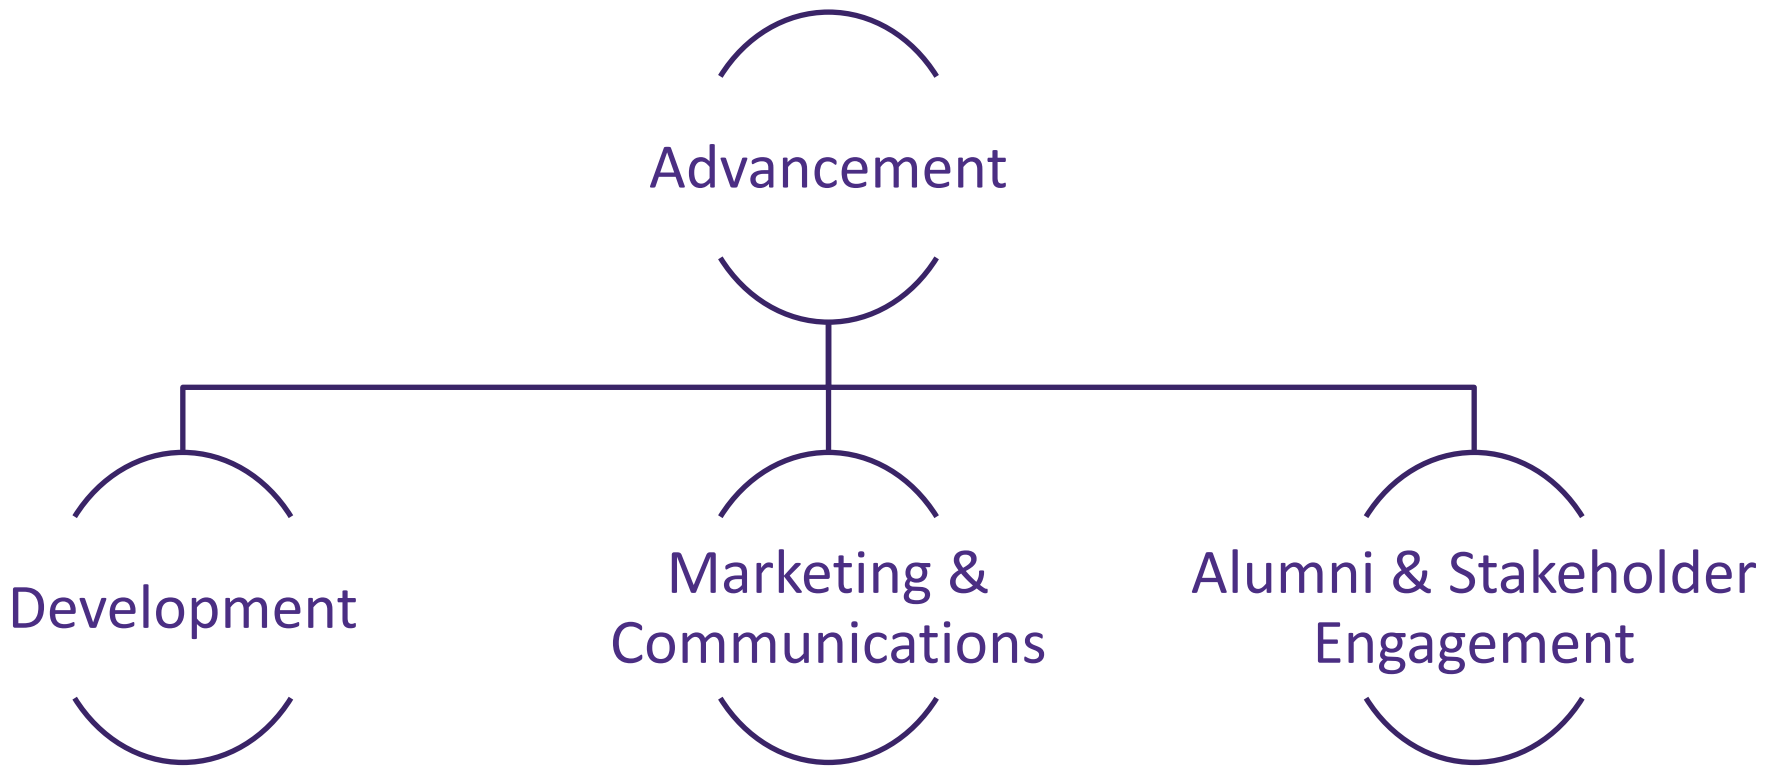 Advancement
Development
Marketing &
Communications
Alumni & Stakeholder
Engagement